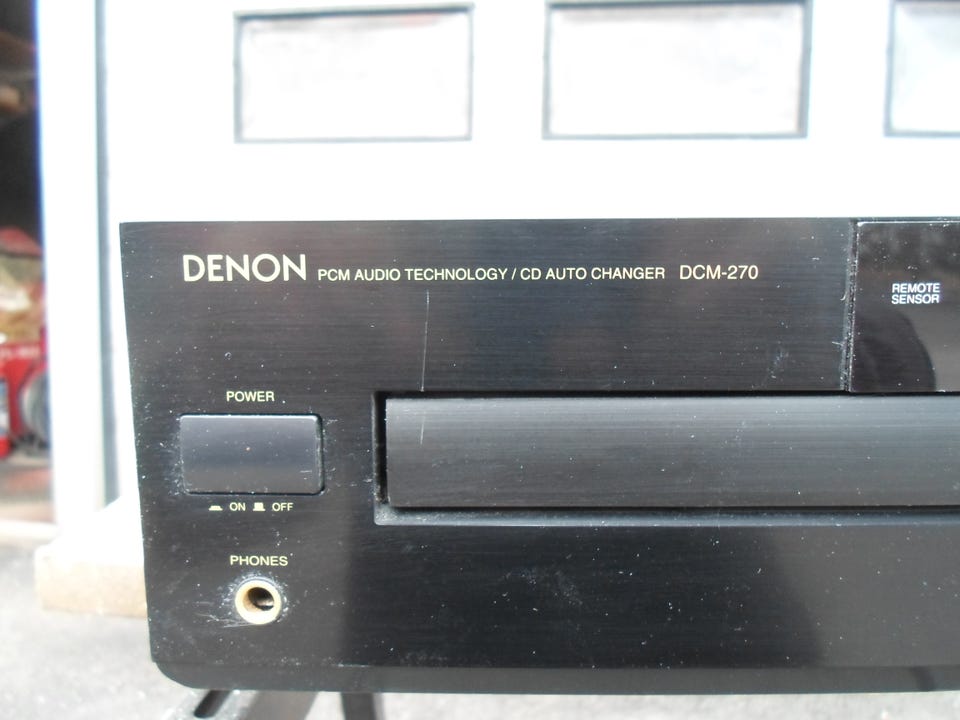 DENON PCM AUDIO TECHNOLOGY / CD AUTO CHANGER DCM-270
REMOTE
SENSOR
POWER
ON OFF
PHONES